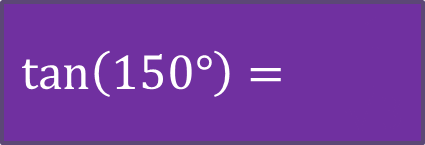 tan(150°) =